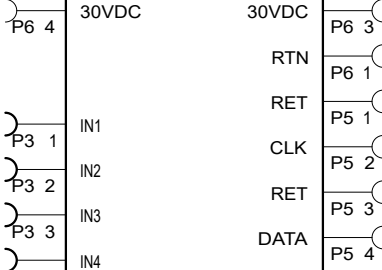 30VDC 30VDC
P6 4 P6 3
RTN
P6 1
RET
P5 1
IN1
P3 1
CLK
P5 2
IN2
P3 2
RET
P5 3
IN3
P3 3
DATA
P5 4
IN4